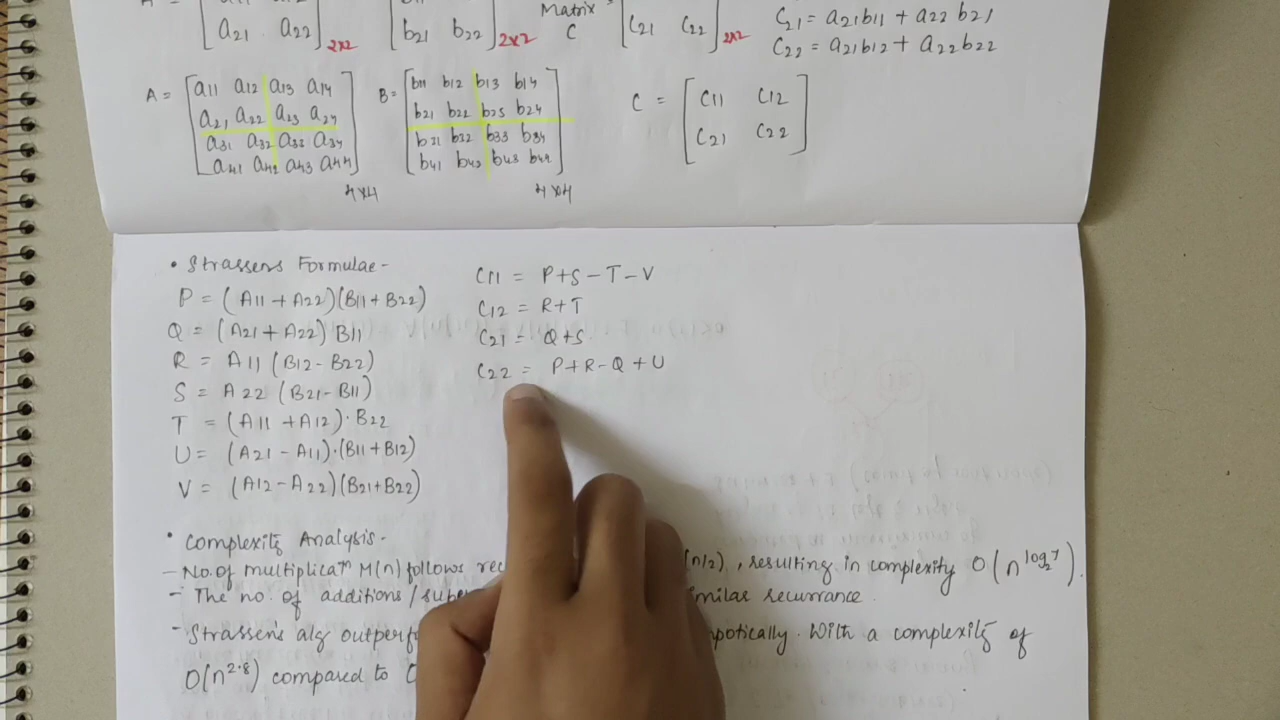 a21 a22 2x2 b21 b22 2x2 Matrix C C21 C22 2x2 C21 = a21b11 + a22 b21
C22 = a21b12 + a22b22
A = B = C =
a11 a12 a13 a14 b11 b12 b13 b14 C11 C12
a21 a22 a23 a24 b21 b22 b23 b24 C21 C22
a31 a32 a33 a34 b21 b32 b33 b34
a41 a42 a43 a44 b41 b42 b43 b44
4x4 4x4
• Strassens Formulae-
P = (A11 + A22)(B11 + B22)
Q = (A21 + A22) B11
R = A11 (B12 - B22)
S = A22 (B21 - B11)
T = (A11 + A12)·B22
U = (A21 - A11)·(B11 + B12)
V = (A12 - A22)(B21 + B22)
C11 = P+S-T-V
C12 = R+T
C21 = Q+S
C22 = P+R-Q+U
• Complexity Analysis-
- No.of multiplicatn M(n) follows rec (n/2), resulting in complexity O(n^log2 7).
- The no. of additions/ recurrance.
- Strassen's alg With a complexity of
O(n^2.8) compared to